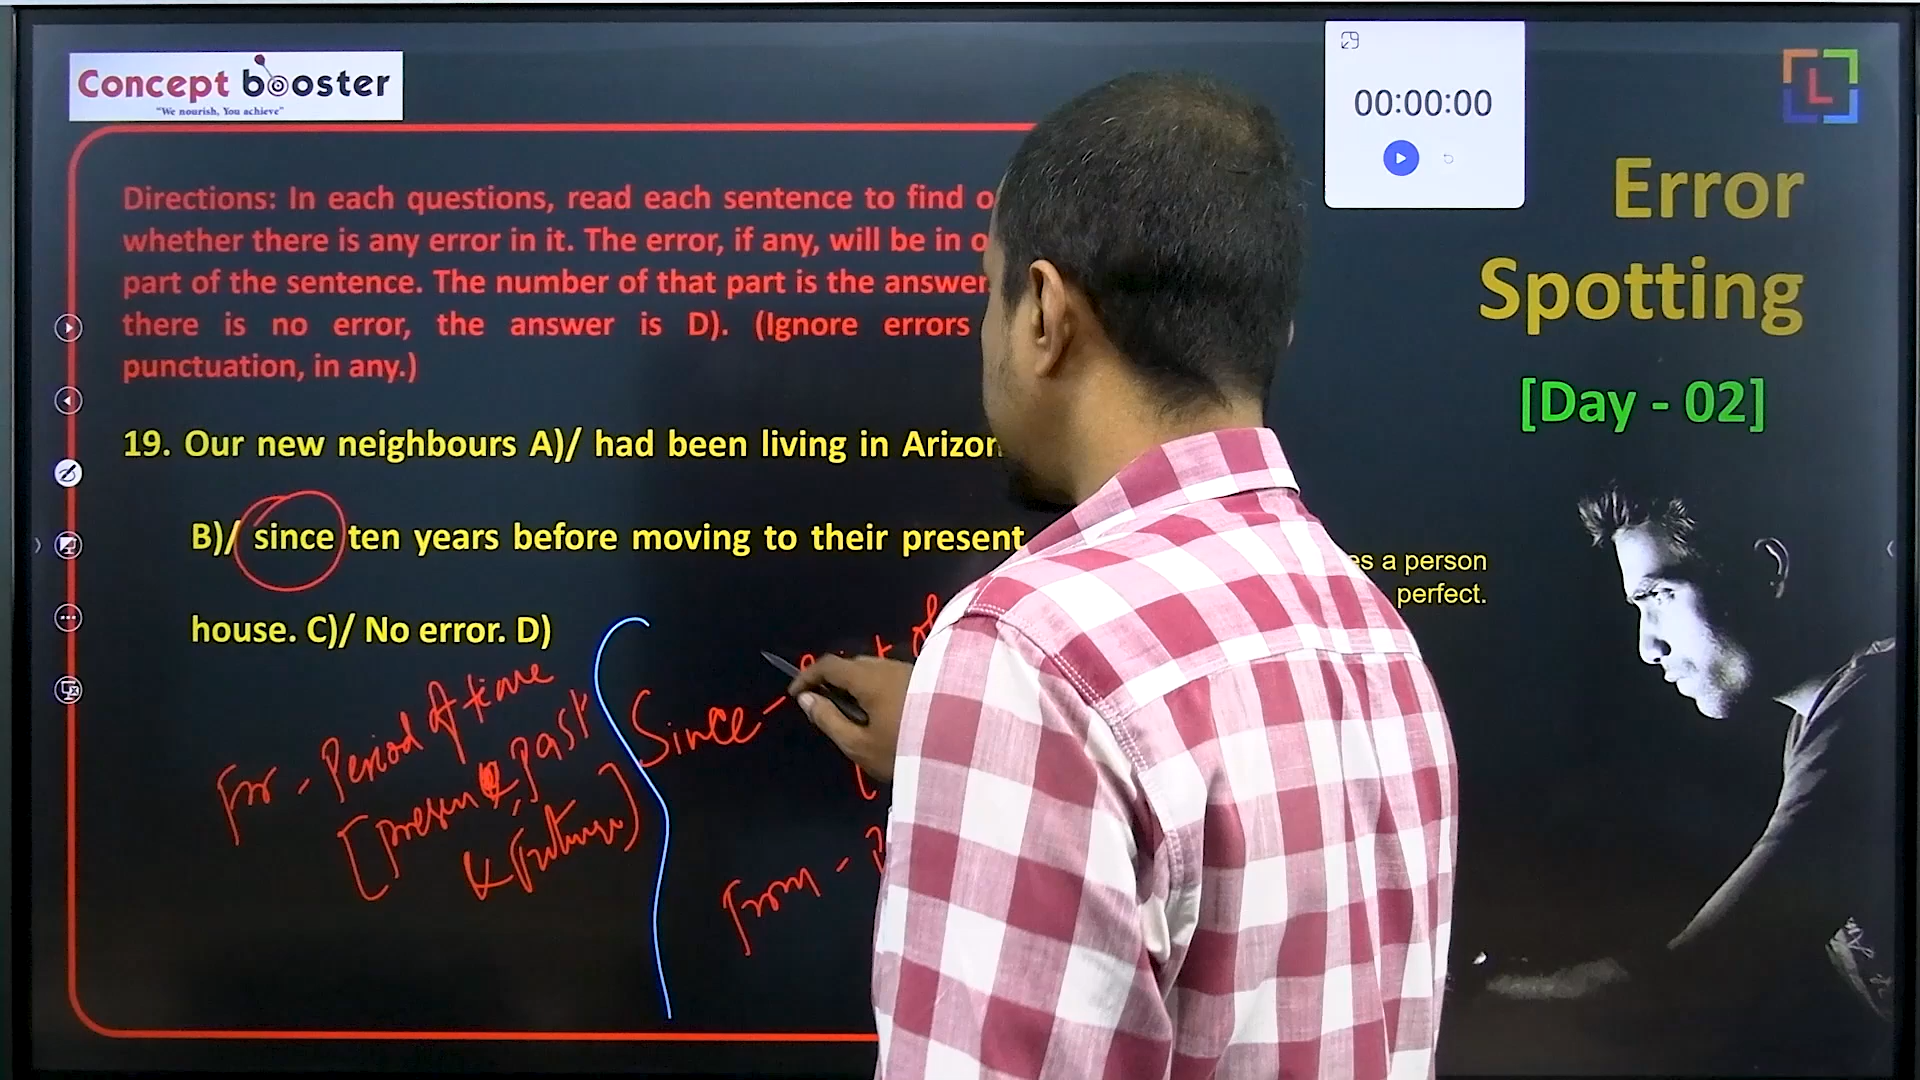 Concept booster
"We nourish, You achieve"
00:00:00
L
Error
Spotting
[Day - 02]
Directions: In each questions, read each sentence to find
whether there is any error in it. The error, if any, will be in
part of the sentence. The number of that part is the answer.
there is no error, the answer is D). (Ignore errors
punctuation, in any.)
19. Our new neighbours A)/ had been living in
B)/ since ten years before moving to their present
house. C)/ No error. D)
a person
perfect.
For - Period of time
[present, past
& future]
Since -
of
From -